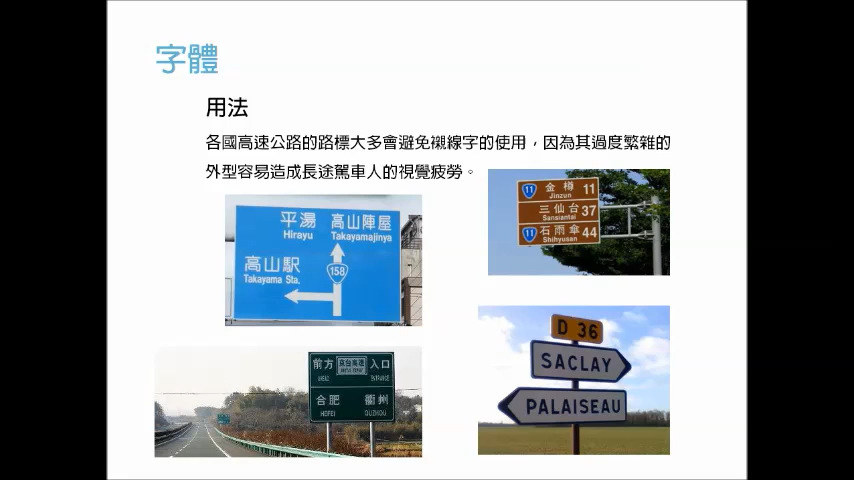 字體
用法
各國高速公路的路標大多會避免襯線字的使用，因為其過度繁雜的
外型容易造成長途駕車人的視覺疲勞。
平湯 高山陣屋
Hirayu Takayamajinya
高山駅
Takayama Sta.
158
11 金樽 11
Jinzun
三仙台 37
Sansiantai
11 石雨傘 44
Shihyusan
前方 入口
AHEAD ENTRANCE
合肥 衢州
HEFEI QUZHOU
D 36
SACLAY
PALAISEAU